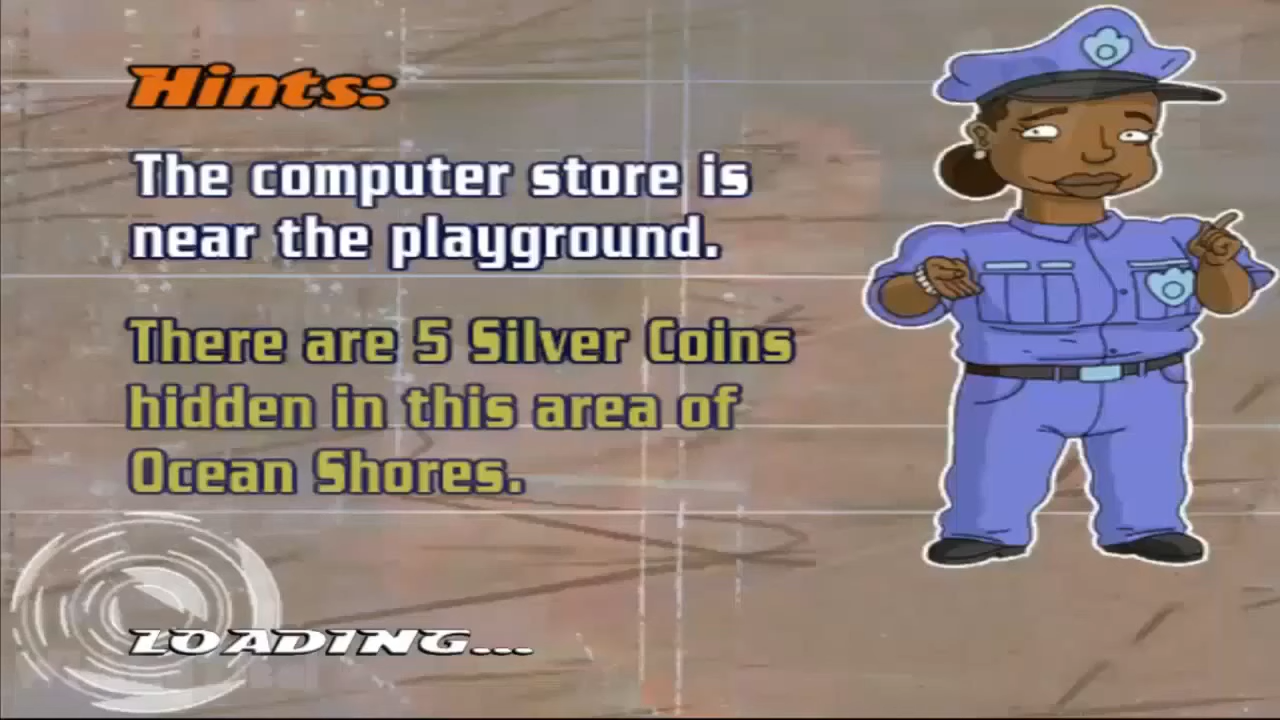 Hints:
The computer store is
near the playground.
There are 5 Silver Coins
hidden in this area of
Ocean Shores.
LOADING...